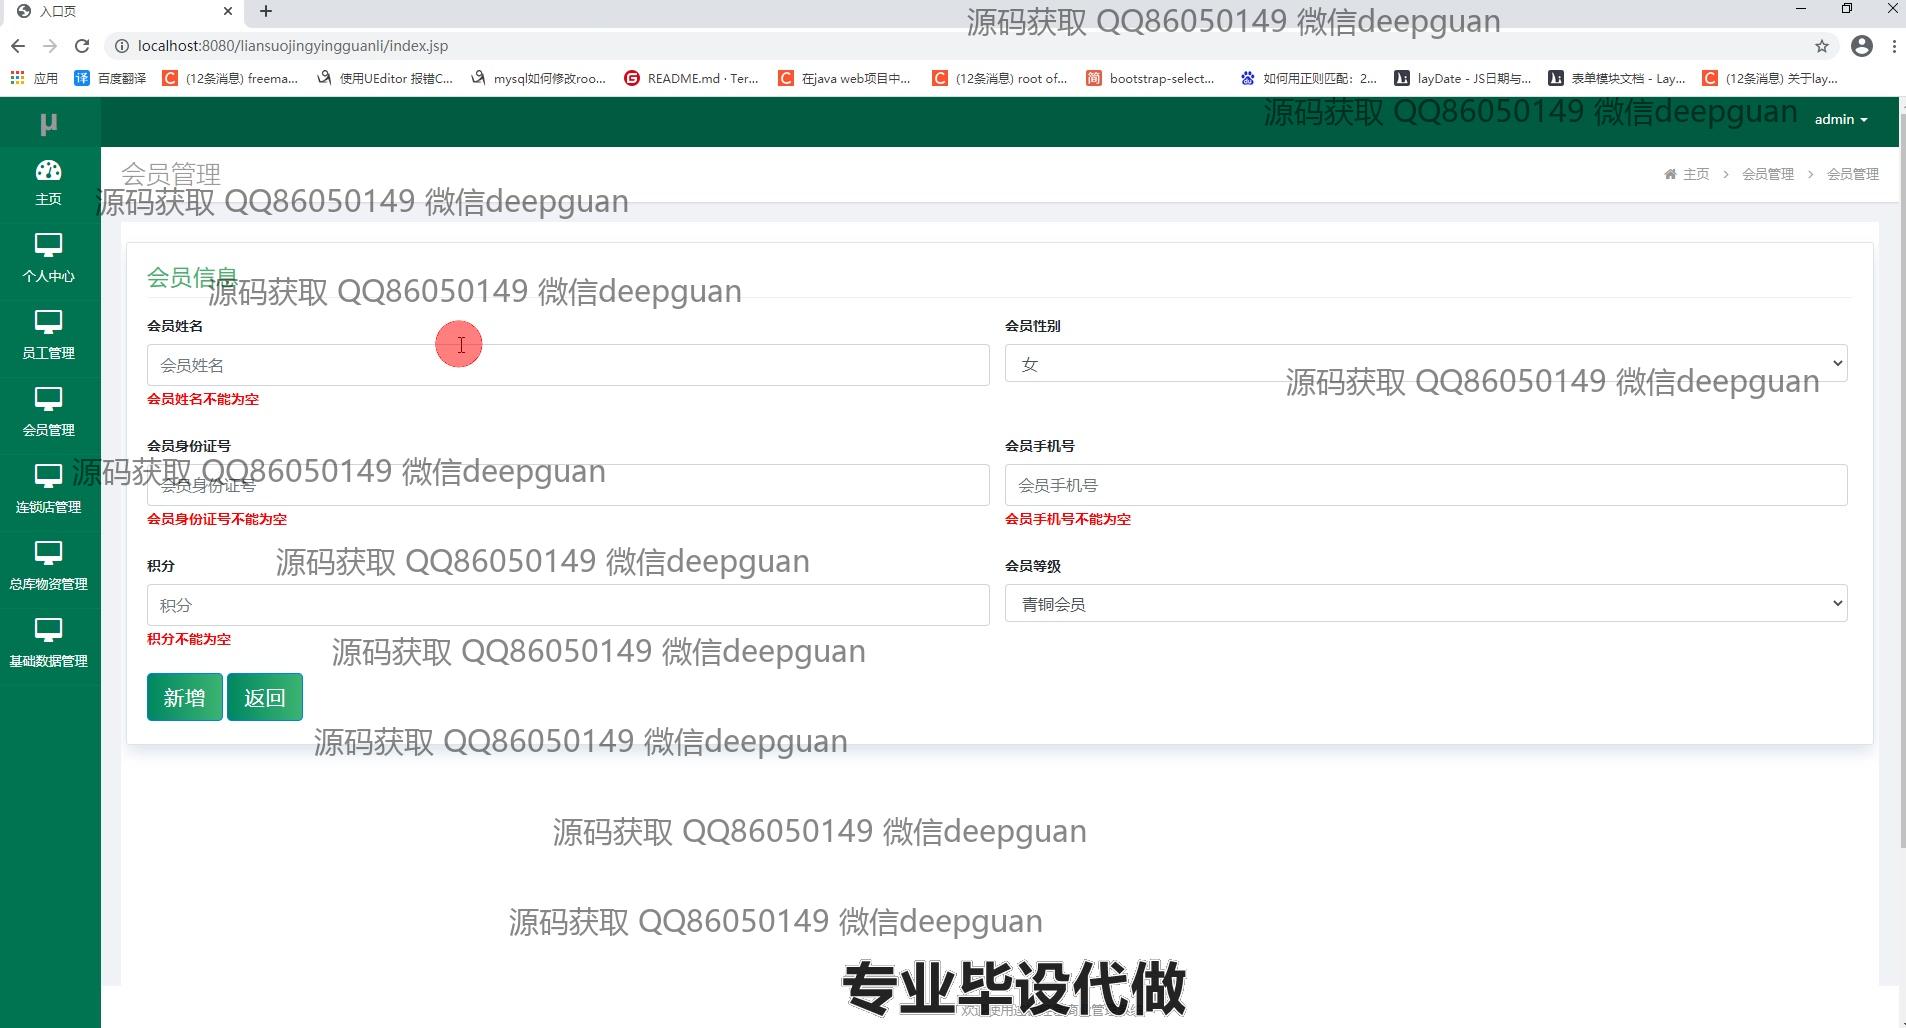 入口页
源码获取 QQ86050149 微信deepguan
localhost:8080/liansuojingyingguanli/index.jsp
应用 百度翻译 (12条消息) freema... 使用UEditor 报错C... mysql如何修改roo... README.md · Ter... 在java web项目中... (12条消息) root of... bootstrap-select... 如何用正则匹配：2... layDate - JS日期与... 表单模块文档 - Lay... (12条消息) 关于lay...
μ
源码获取 QQ86050149 微信deepguan
admin
主页
个人中心
员工管理
会员管理
连锁店管理
总库物资管理
基础数据管理
会员管理
主页 > 会员管理 > 会员管理
源码获取 QQ86050149 微信deepguan
会员信息
源码获取 QQ86050149 微信deepguan
会员姓名
会员性别
会员姓名
女
源码获取 QQ86050149 微信deepguan
会员姓名不能为空
会员身份证号
会员手机号
源码获取 QQ86050149 微信deepguan
会员身份证号
会员手机号
会员身份证号不能为空
会员手机号不能为空
源码获取 QQ86050149 微信deepguan
积分
会员等级
积分
青铜会员
积分不能为空
源码获取 QQ86050149 微信deepguan
新增
返回
源码获取 QQ86050149 微信deepguan
源码获取 QQ86050149 微信deepguan
源码获取 QQ86050149 微信deepguan
专业毕设代做